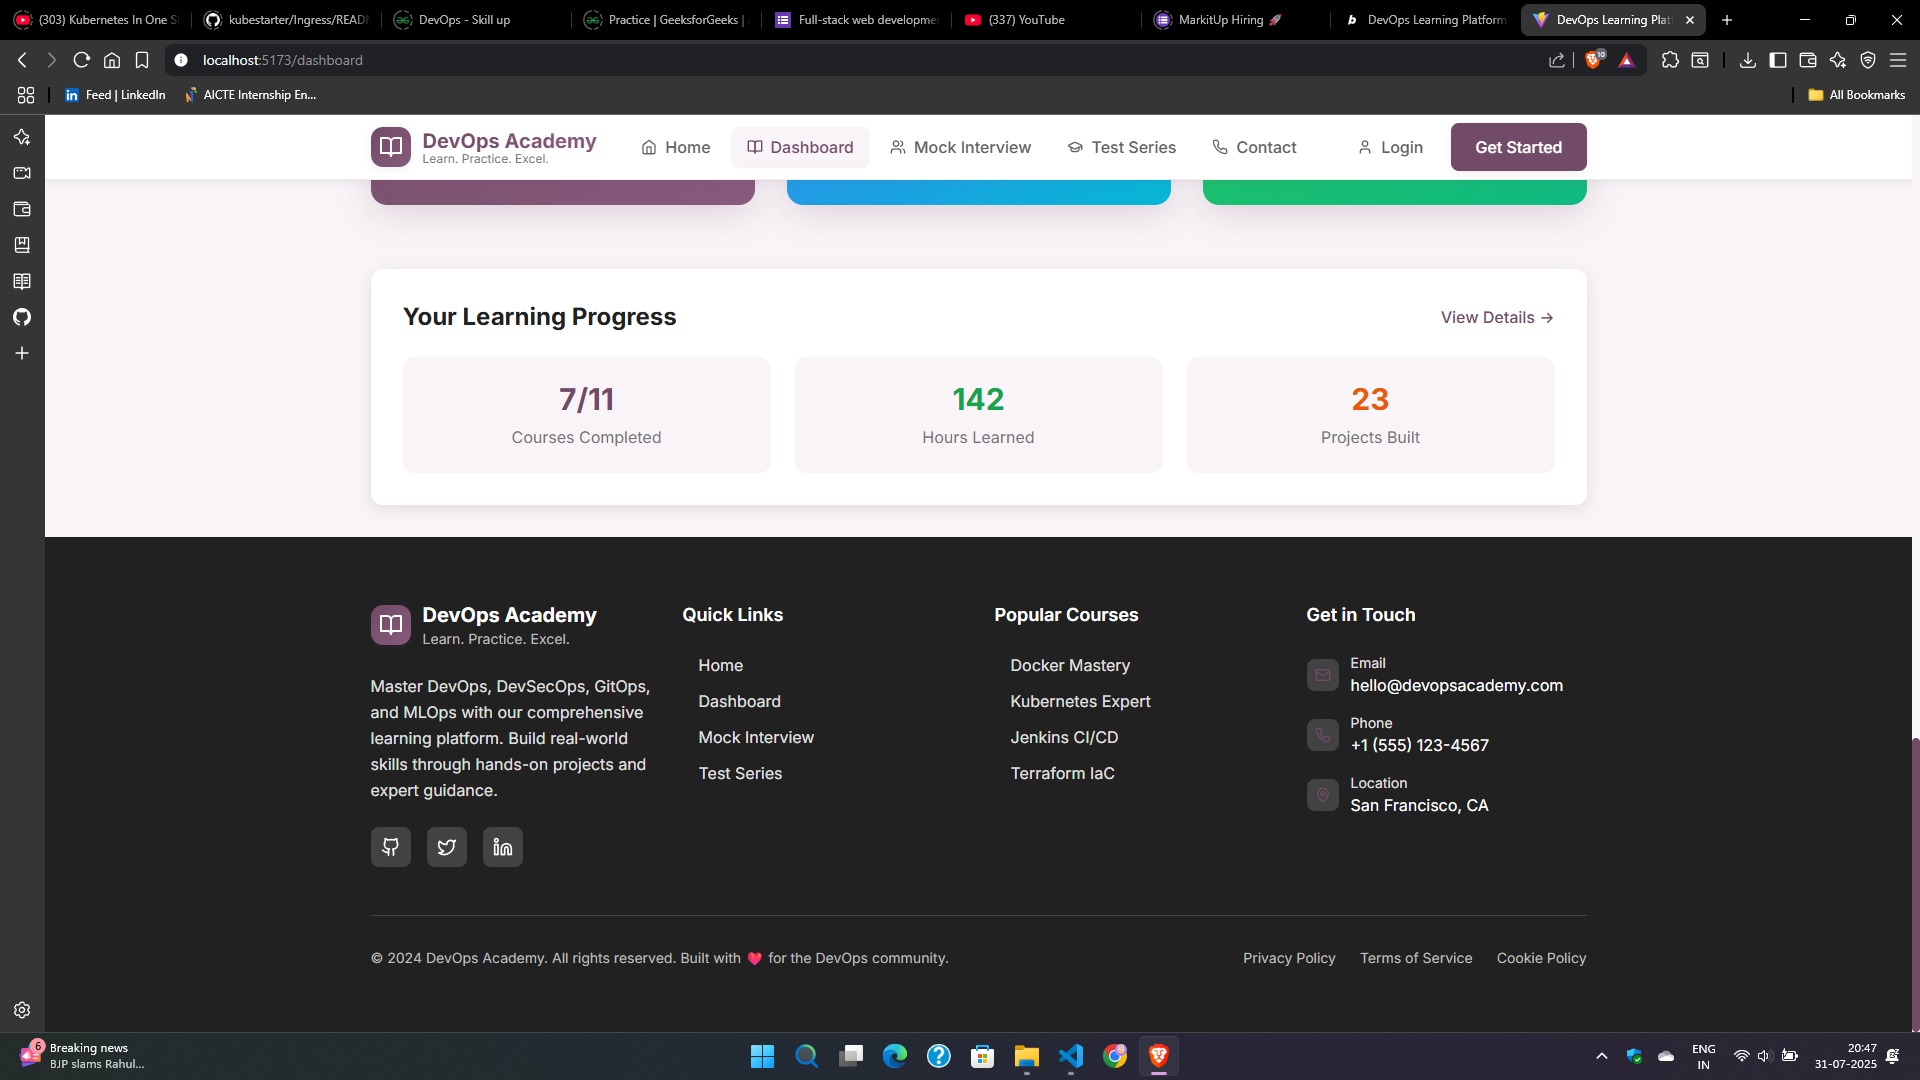 (303) Kubernetes In One S
kubestarter/Ingress/READ
DevOps - Skill up
Practice | GeeksforGeeks |
Full-stack web developme
(337) YouTube
MarkitUp Hiring 🚀
DevOps Learning Platform
DevOps Learning Plat
localhost:5173/dashboard
10
Feed | LinkedIn
AICTE Internship En...
All Bookmarks
DevOps Academy
Learn. Practice. Excel.
Home
Dashboard
Mock Interview
Test Series
Contact
Login
Get Started
Your Learning Progress
View Details →
7/11
Courses Completed
142
Hours Learned
23
Projects Built
DevOps Academy
Learn. Practice. Excel.
Master DevOps, DevSecOps, GitOps,
and MLOps with our comprehensive
learning platform. Build real-world
skills through hands-on projects and
expert guidance.
Quick Links
Home
Dashboard
Mock Interview
Test Series
Popular Courses
Docker Mastery
Kubernetes Expert
Jenkins CI/CD
Terraform IaC
Get in Touch
Email
hello@devopsacademy.com
Phone
+1 (555) 123-4567
Location
San Francisco, CA
© 2024 DevOps Academy. All rights reserved. Built with ❤️ for the DevOps community.
Privacy Policy
Terms of Service
Cookie Policy
6
Breaking news
BJP slams Rahul...
ENG
IN
20:47
31-07-2025